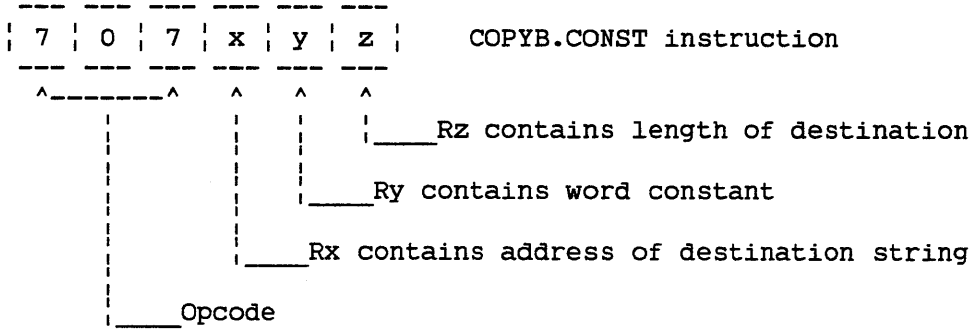 7 0 7 x y z COPYB.CONST instruction
Rz contains length of destination
Ry contains word constant
Rx contains address of destination string
Opcode